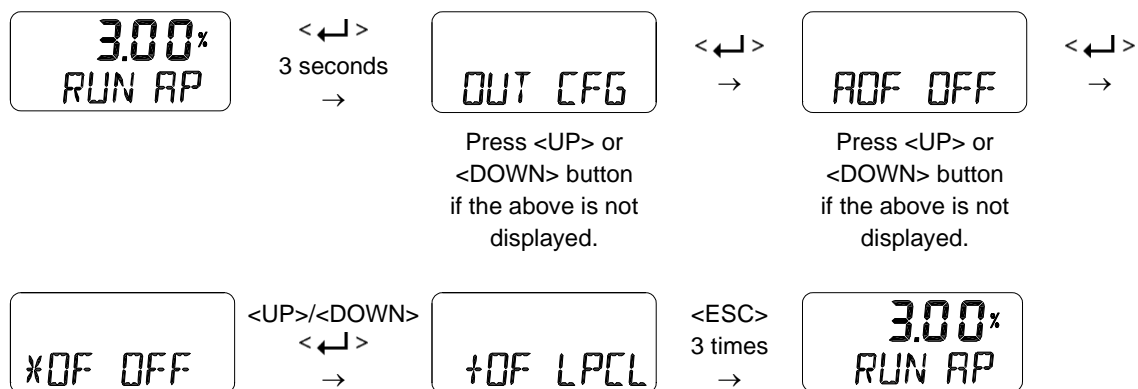 3.00%
RUN AP
<↵>
3 seconds
→
OUT CFG
Press <UP> or
<DOWN> button
if the above is not
displayed.
<↵>
→
AOF OFF
Press <UP> or
<DOWN> button
if the above is not
displayed.
<↵>
→
*OF OFF
<UP>/<DOWN>
<↵>
→
+OF LPCL
<ESC>
3 times
→
3.00%
RUN AP